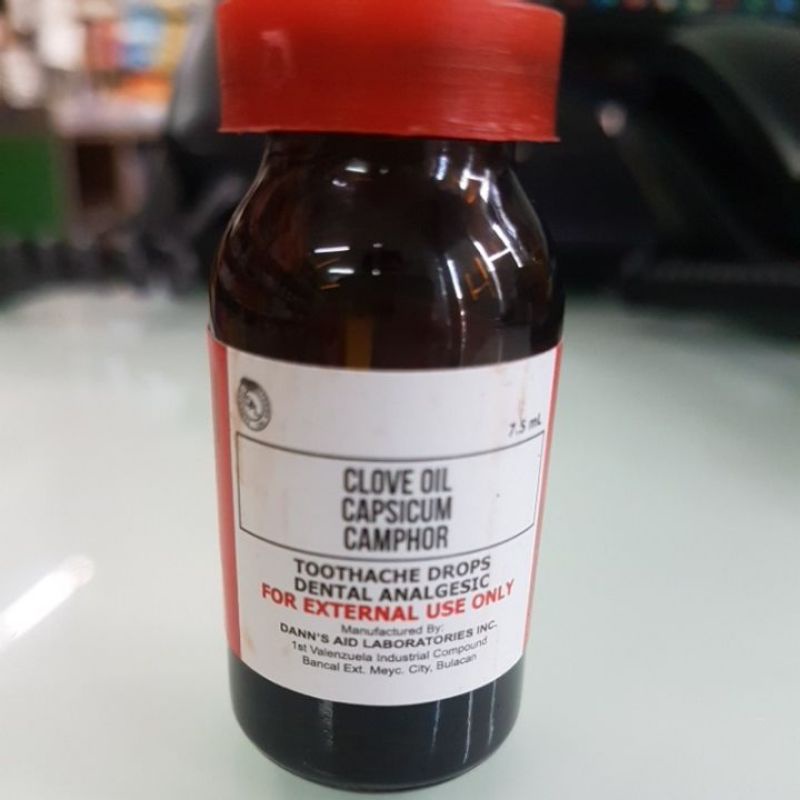 7.5 mL
CLOVE OIL
CAPSICUM
CAMPHOR
TOOTHACHE DROPS
DENTAL ANALGESIC
FOR EXTERNAL USE ONLY
Manufactured By:
DANN'S AID LABORATORIES INC.
1st Valenzuela Industrial Compound
Bancal Ext. Meyc. City, Bulacan